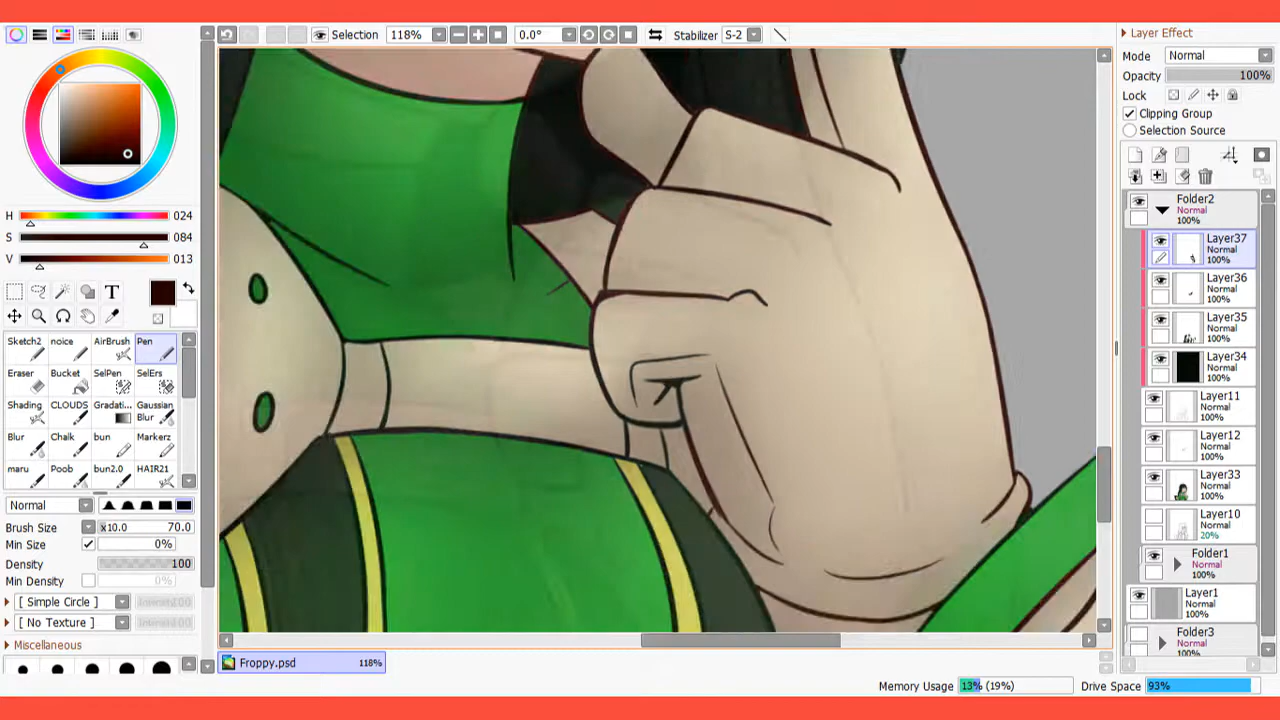 Selection
118%
0.0°
Stabilizer S-2
Layer Effect
Mode Normal
Opacity 100%
Lock
Clipping Group
Selection Source
H 024
S 084
V 013
T
Sketch2 noice AirBrush Pen
Eraser Bucket SelPen SelErs
Shading CLOUDS Gradati... Gaussian Blur
Blur Chalk bun Markerz
maru Poob bun2.0 HAIR21
Normal
Brush Size x10.0 70.0
Min Size 0%
Density 100
Min Density 0%
[ Simple Circle ]
[ No Texture ]
Miscellaneous
Folder2
Normal
100%
Layer37
Normal
100%
Layer36
Normal
100%
Layer35
Normal
100%
Layer34
Normal
100%
Layer11
Normal
100%
Layer12
Normal
100%
Layer33
Normal
100%
Layer10
Normal
20%
Folder1
Normal
100%
Layer1
Normal
100%
Folder3
Normal
100%
Froppy.psd 118%
Memory Usage 13% (19%)
Drive Space 93%